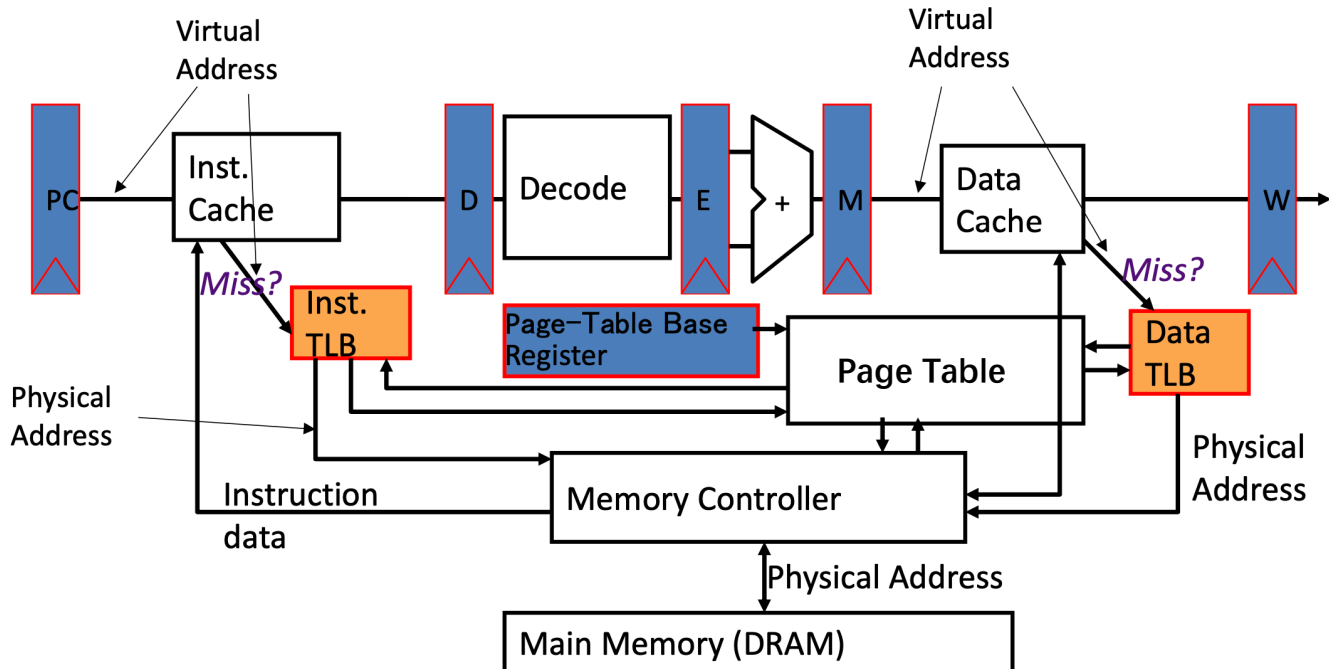 Virtual
Address
Virtual
Address
PC
Inst.
Cache
D
Decode
E
+
M
Data
Cache
W
Miss?
Miss?
Inst.
TLB
Page-Table Base
Register
Page Table
Data
TLB
Physical
Address
Physical
Address
Instruction
data
Memory Controller
Physical Address
Main Memory (DRAM)